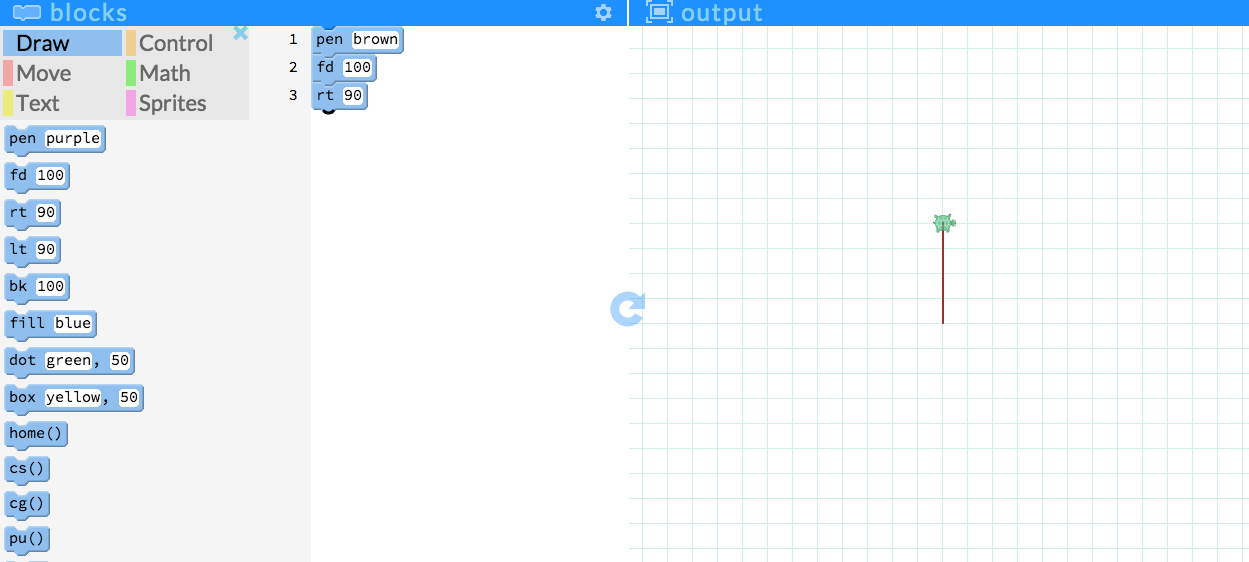 blocks
output
Draw
Control
Move
Math
Text
Sprites
pen purple
fd 100
rt 90
lt 90
bk 100
fill blue
dot green, 50
box yellow, 50
home()
cs()
cg()
pu()
1 pen brown
2 fd 100
3 rt 90